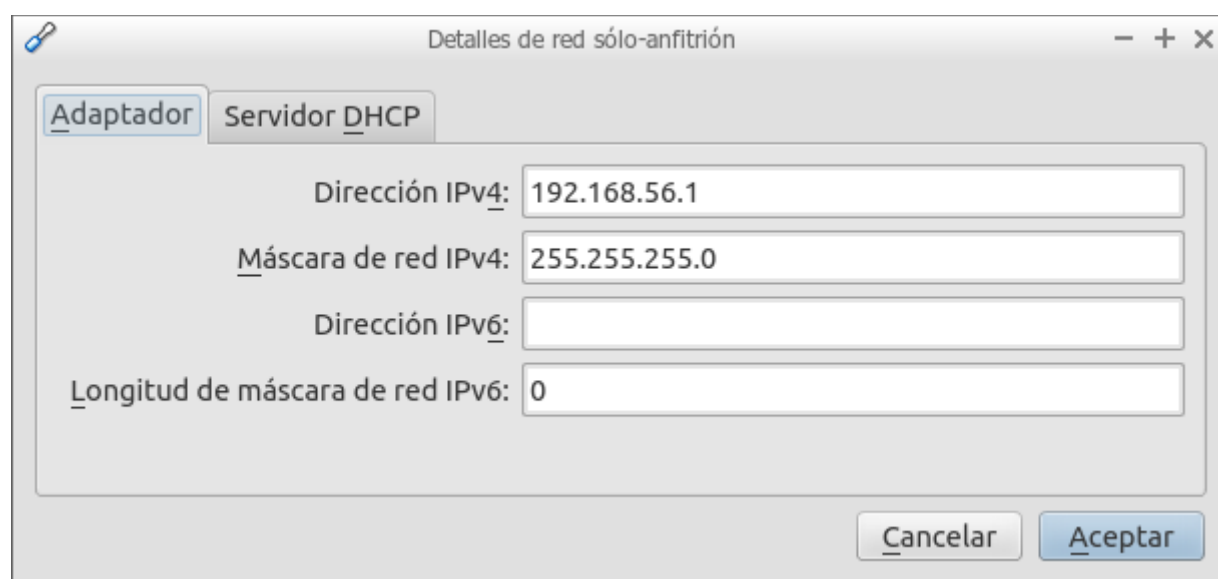 Detalles de red sólo-anfitrión
Adaptador Servidor DHCP
Dirección IPv4: 192.168.56.1
Máscara de red IPv4: 255.255.255.0
Dirección IPv6:
Longitud de máscara de red IPv6: 0
Cancelar Aceptar